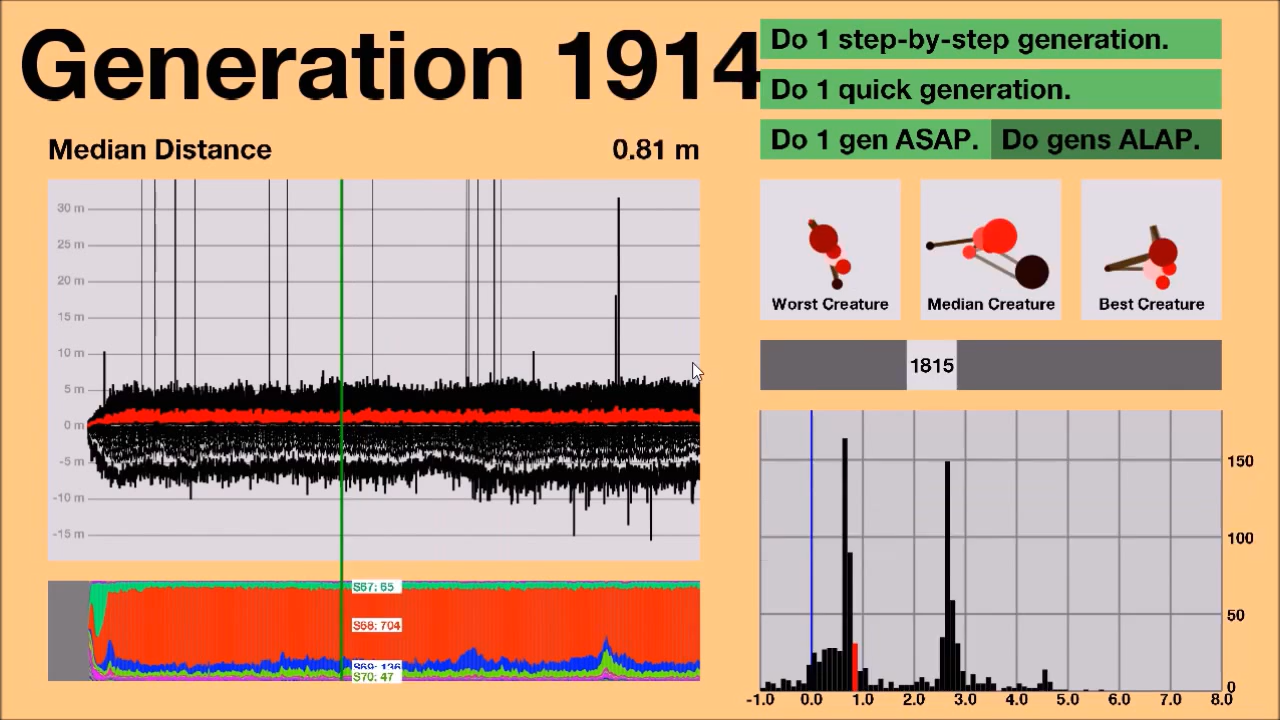 Generation 1914
Do 1 step-by-step generation.
Do 1 quick generation.
Do 1 gen ASAP.
Do gens ALAP.
Median Distance
0.81 m
30 m
25 m
20 m
15 m
10 m
5 m
0 m
-5 m
-10 m
-15 m
S67: 65
S68: 704
S69: 136
S70: 47
Worst Creature
Median Creature
Best Creature
1815
150
100
50
0
-1.0 0.0 1.0 2.0 3.0 4.0 5.0 6.0 7.0 8.0